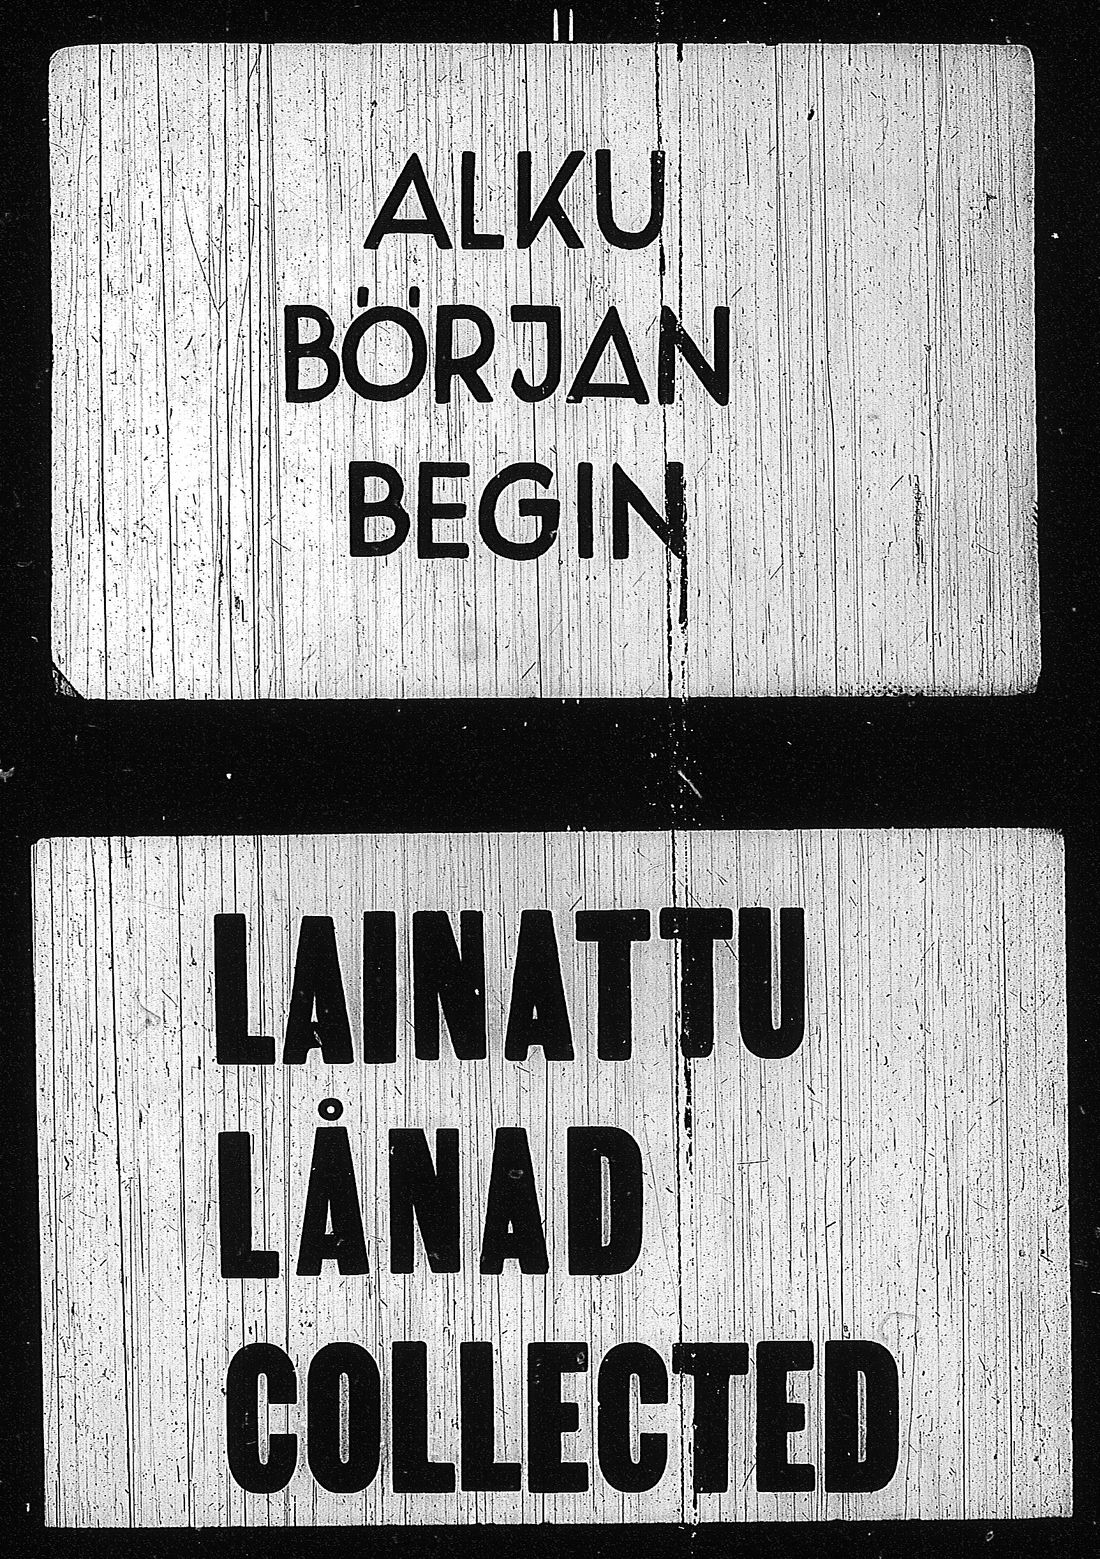 ALKU
BÖRJAN
BEGIN
LAINATTU
LÅNAD
COLLECTED